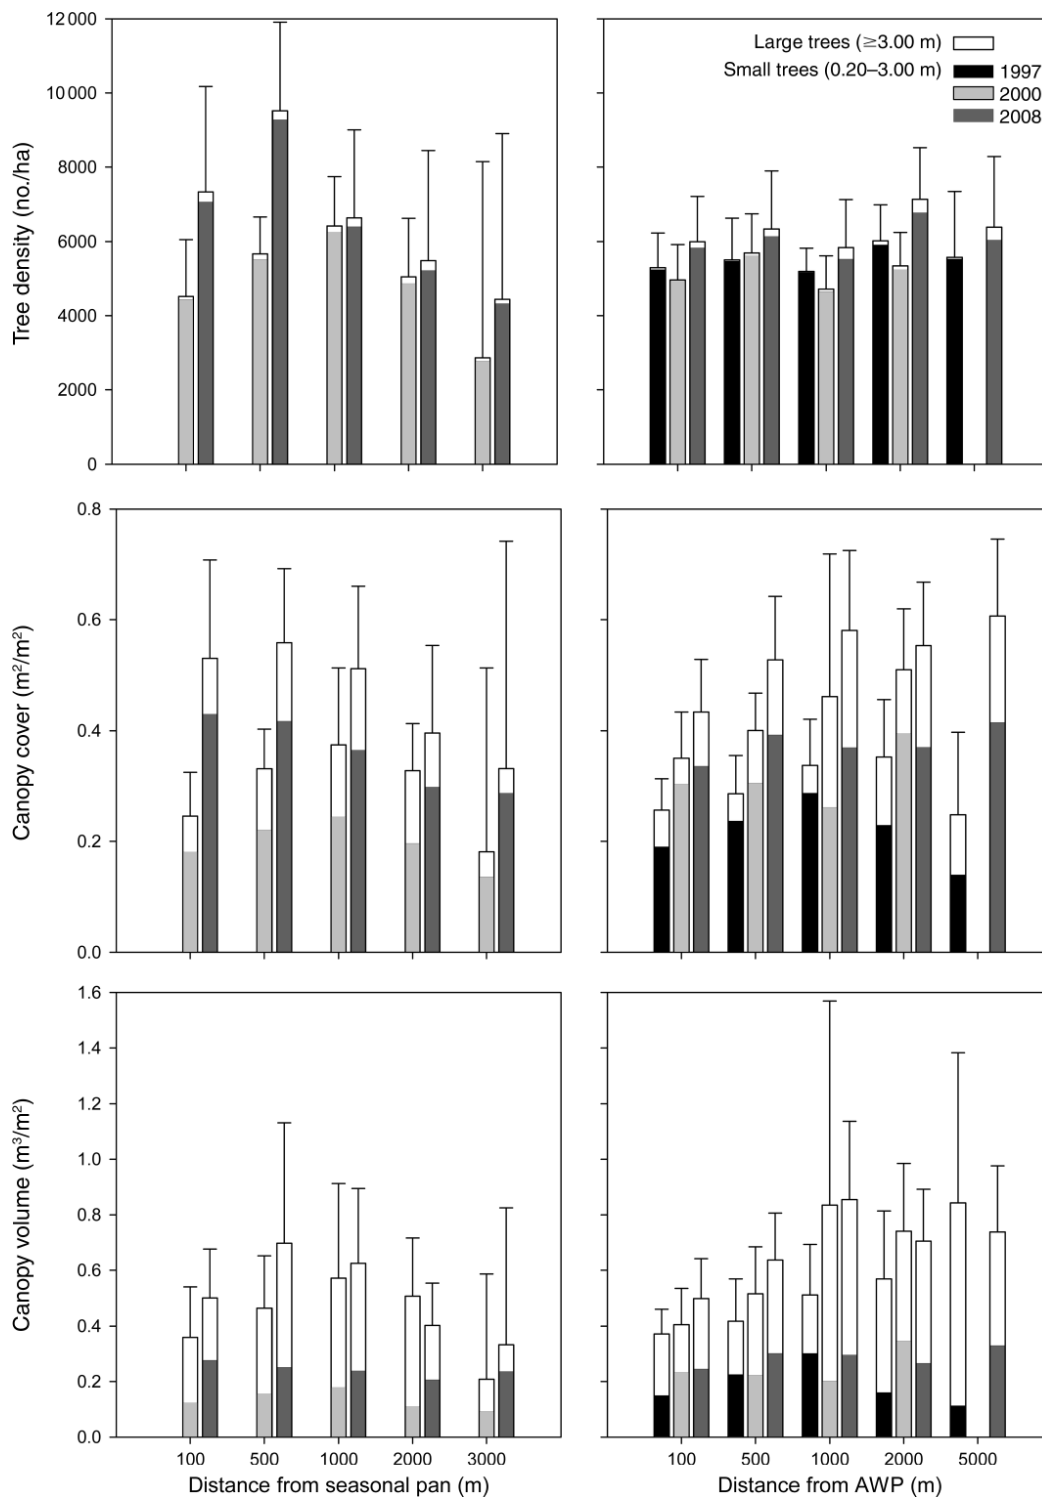 12 000
10 000
8000
6000
4000
2000
0
Tree density (no./ha)
Large trees (≥3.00 m)
Small trees (0.20–3.00 m)
1997
2000
2008
0.8
0.6
0.4
0.2
0.0
Canopy cover (m²/m²)
1.6
1.4
1.2
1.0
0.8
0.6
0.4
0.2
0.0
Canopy volume (m³/m²)
100 500 1000 2000 3000
Distance from seasonal pan (m)
100 500 1000 2000 5000
Distance from AWP (m)